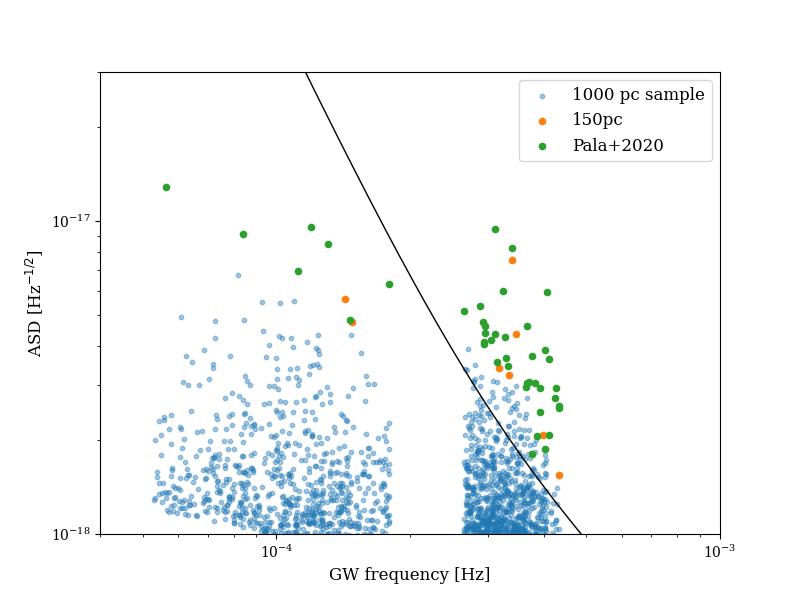 1000 pc sample
150pc
Pala+2020
10⁻¹⁷
ASD [Hz⁻¹/²]
10⁻¹⁸
10⁻⁴
10⁻³
GW frequency [Hz]